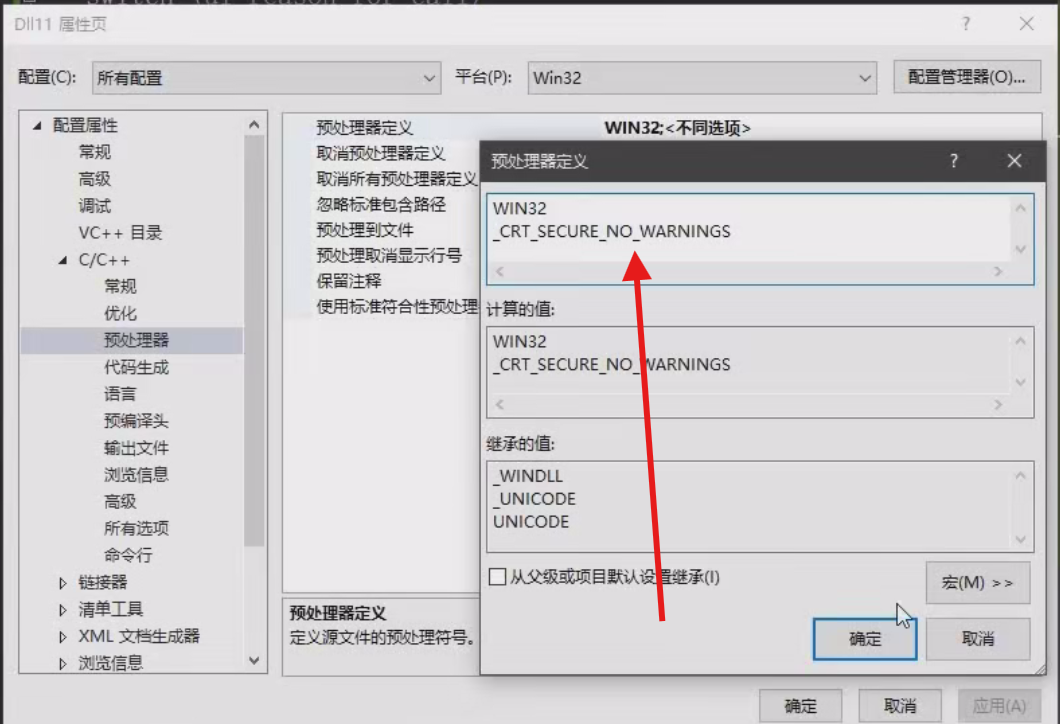 Dll11 属性页
配置(C):
所有配置
平台(P):
Win32
配置管理器(O)...
配置属性
常规
高级
调试
VC++ 目录
C/C++
常规
优化
预处理器
代码生成
语言
预编译头
输出文件
浏览信息
高级
所有选项
命令行
链接器
清单工具
XML 文档生成器
浏览信息
预处理器定义 WIN32;<不同选项>
取消预处理器定义
取消所有预处理器定义
忽略标准包含路径
预处理到文件
预处理取消显示行号
保留注释
使用标准符合性预处理
预处理器定义
定义源文件的预处理符号。
预处理器定义
WIN32
_CRT_SECURE_NO_WARNINGS
计算的值:
WIN32
_CRT_SECURE_NO_WARNINGS
继承的值:
_WINDLL
_UNICODE
UNICODE
从父级或项目默认设置继承(I)
宏(M) >>
确定
取消
确定
取消
应用(A)